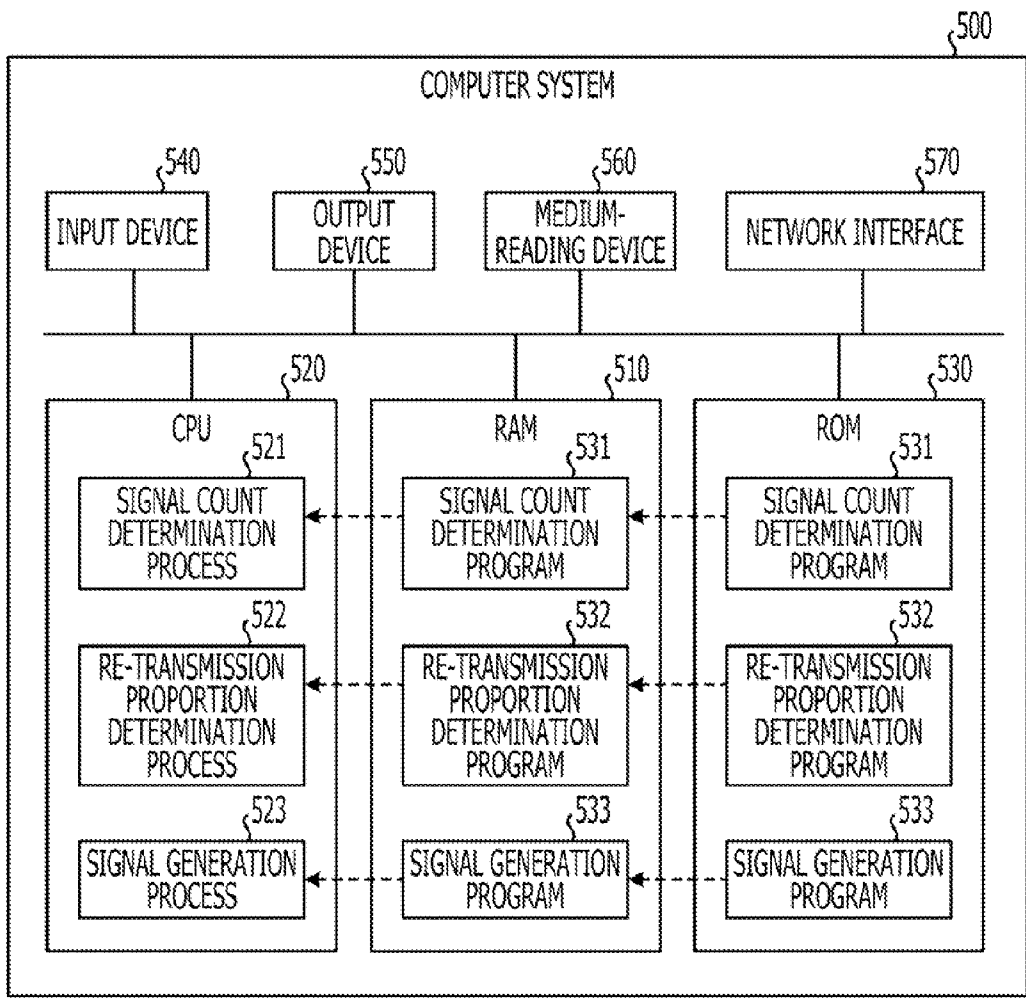 500
COMPUTER SYSTEM
540
550
560
570
INPUT DEVICE
OUTPUT
DEVICE
MEDIUM-
READING DEVICE
NETWORK INTERFACE
520
510
530
CPU
RAM
ROM
521
531
531
SIGNAL COUNT
DETERMINATION
PROCESS
SIGNAL COUNT
DETERMINATION
PROGRAM
SIGNAL COUNT
DETERMINATION
PROGRAM
522
532
532
RE-TRANSMISSION
PROPORTION
DETERMINATION
PROCESS
RE-TRANSMISSION
PROPORTION
DETERMINATION
PROGRAM
RE-TRANSMISSION
PROPORTION
DETERMINATION
PROGRAM
523
533
533
SIGNAL GENERATION
PROCESS
SIGNAL GENERATION
PROGRAM
SIGNAL GENERATION
PROGRAM